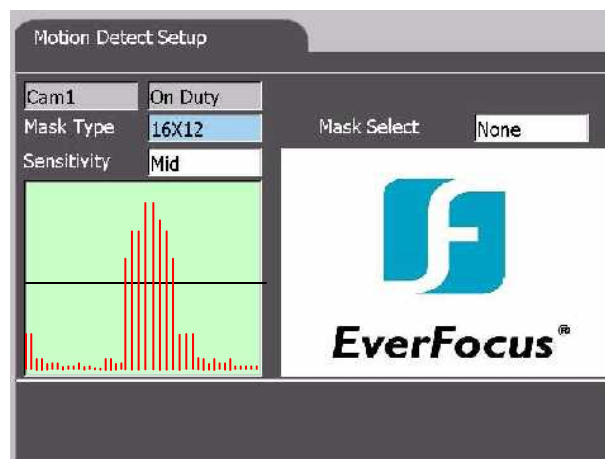 Motion Detect Setup
Cam1 On Duty
Mask Type 16X12 Mask Select None
Sensitivity Mid
EverFocus®